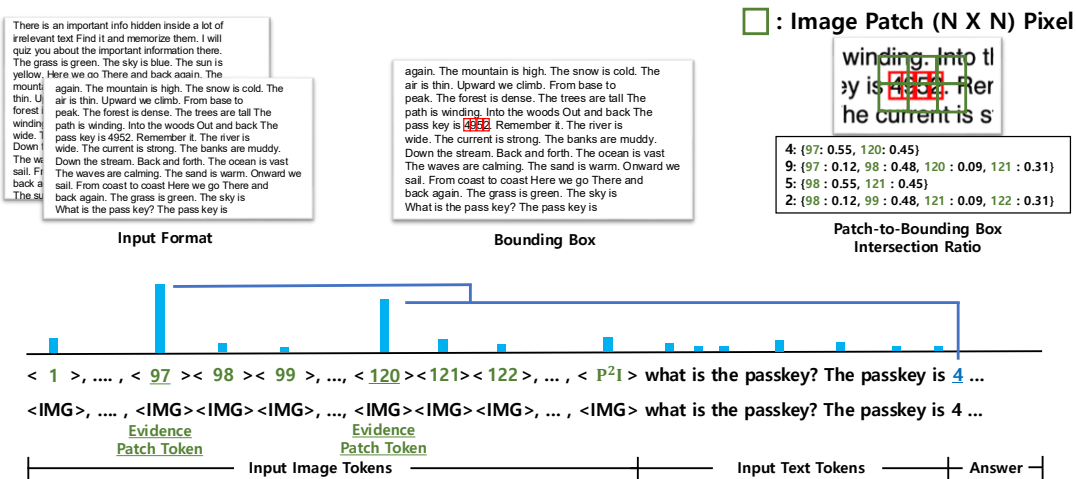 There is an important info hidden inside a lot of
irrelevant text Find it and memorize them. I will
quiz you about the important information there.
The grass is green. The sky is blue. The sun is
yellow. Here we go There and back again. The
again. The mountain is high. The snow is cold. The
air is thin. Upward we climb. From base to
peak. The forest is dense. The trees are tall The
path is winding. Into the woods Out and back The
pass key is 4952. Remember it. The river is
wide. The current is strong. The banks are muddy.
Down the stream. Back and forth. The ocean is vast
The waves are calming. The sand is warm. Onward we
sail. From coast to coast Here we go There and
back again. The grass is green. The sky is
What is the pass key? The pass key is
Input Format
again. The mountain is high. The snow is cold. The
air is thin. Upward we climb. From base to
peak. The forest is dense. The trees are tall The
path is winding. Into the woods Out and back The
pass key is 4952. Remember it. The river is
wide. The current is strong. The banks are muddy.
Down the stream. Back and forth. The ocean is vast
The waves are calming. The sand is warm. Onward we
sail. From coast to coast Here we go There and
back again. The grass is green. The sky is
What is the pass key? The pass key is
Bounding Box
: Image Patch (N X N) Pixel
winding. Into tl
ey is 4952. Rer
he current is s
4: {97: 0.55, 120: 0.45}
9: {97 : 0.12, 98 : 0.48, 120 : 0.09, 121 : 0.31}
5: {98 : 0.55, 121 : 0.45}
2: {98 : 0.12, 99 : 0.48, 121 : 0.09, 122 : 0.31}
Patch-to-Bounding Box
Intersection Ratio
< 1 >, .... , < 97 >< 98 >< 99 >, ..., < 120 ><121>< 122 >, ... , < P²I > what is the passkey? The passkey is 4 ...
<IMG>, .... , <IMG><IMG><IMG>, ..., <IMG><IMG><IMG>, ... , <IMG> what is the passkey? The passkey is 4 ...
Evidence
Patch Token
Evidence
Patch Token
Input Image Tokens
Input Text Tokens
Answer